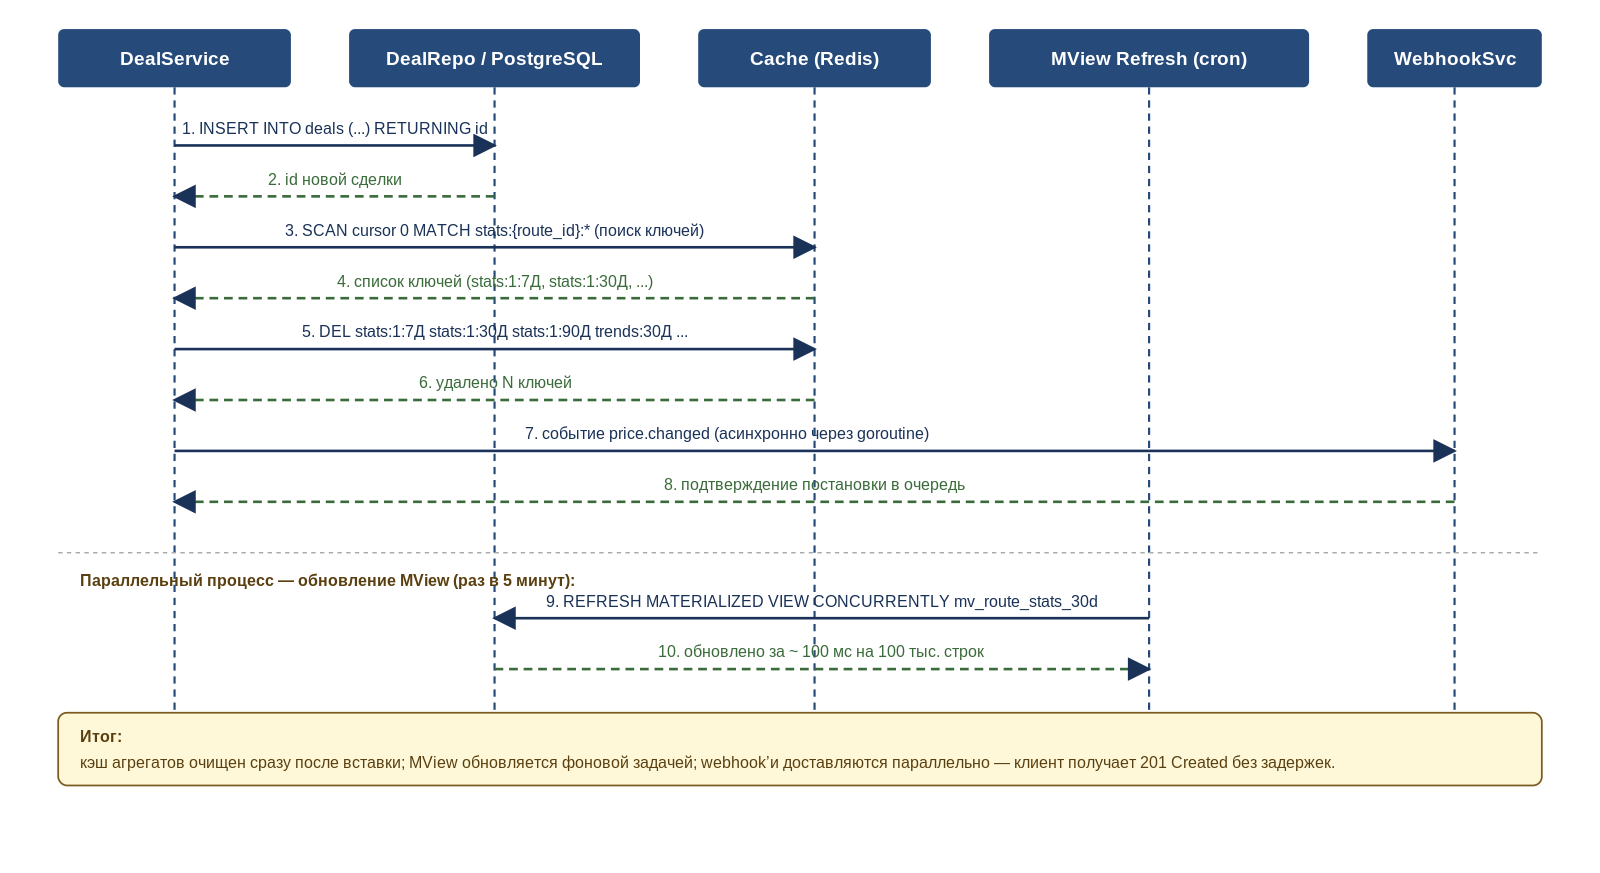 DealService
DealRepo / PostgreSQL
Cache (Redis)
MView Refresh (cron)
WebhookSvc
1. INSERT INTO deals (...) RETURNING id
2. id новой сделки
3. SCAN cursor 0 MATCH stats:{route_id}:* (поиск ключей)
4. список ключей (stats:1:7Д, stats:1:30Д, ...)
5. DEL stats:1:7Д stats:1:30Д stats:1:90Д trends:30Д ...
6. удалено N ключей
7. событие price.changed (асинхронно через goroutine)
8. подтверждение постановки в очередь
Параллельный процесс — обновление MView (раз в 5 минут):
9. REFRESH MATERIALIZED VIEW CONCURRENTLY mv_route_stats_30d
10. обновлено за ~ 100 мс на 100 тыс. строк
Итог:
кэш агрегатов очищен сразу после вставки; MView обновляется фоновой задачей; webhook’и доставляются параллельно — клиент получает 201 Created без задержек.